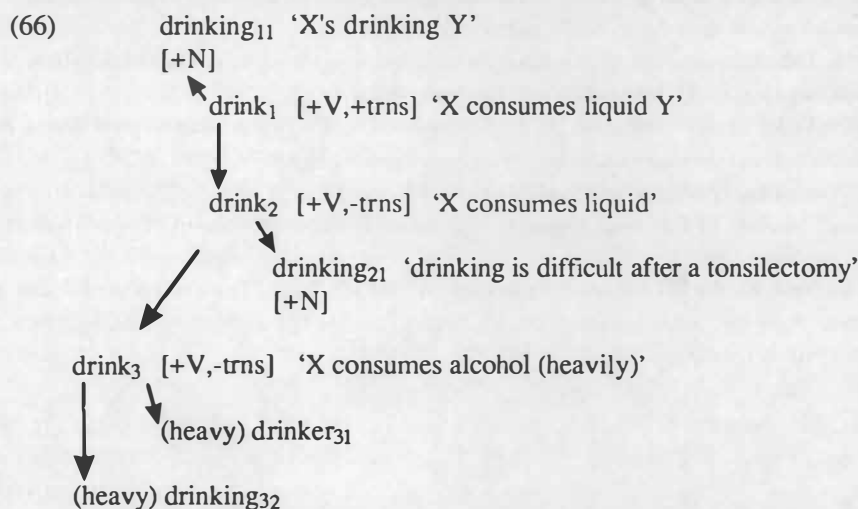 (66) drinking11 'X's drinking Y'
[+N]
drink1 [+V,+trns] 'X consumes liquid Y'
drink2 [+V,-trns] 'X consumes liquid'
drinking21 'drinking is difficult after a tonsilectomy'
[+N]
drink3 [+V,-trns] 'X consumes alcohol (heavily)'
(heavy) drinker31
(heavy) drinking32